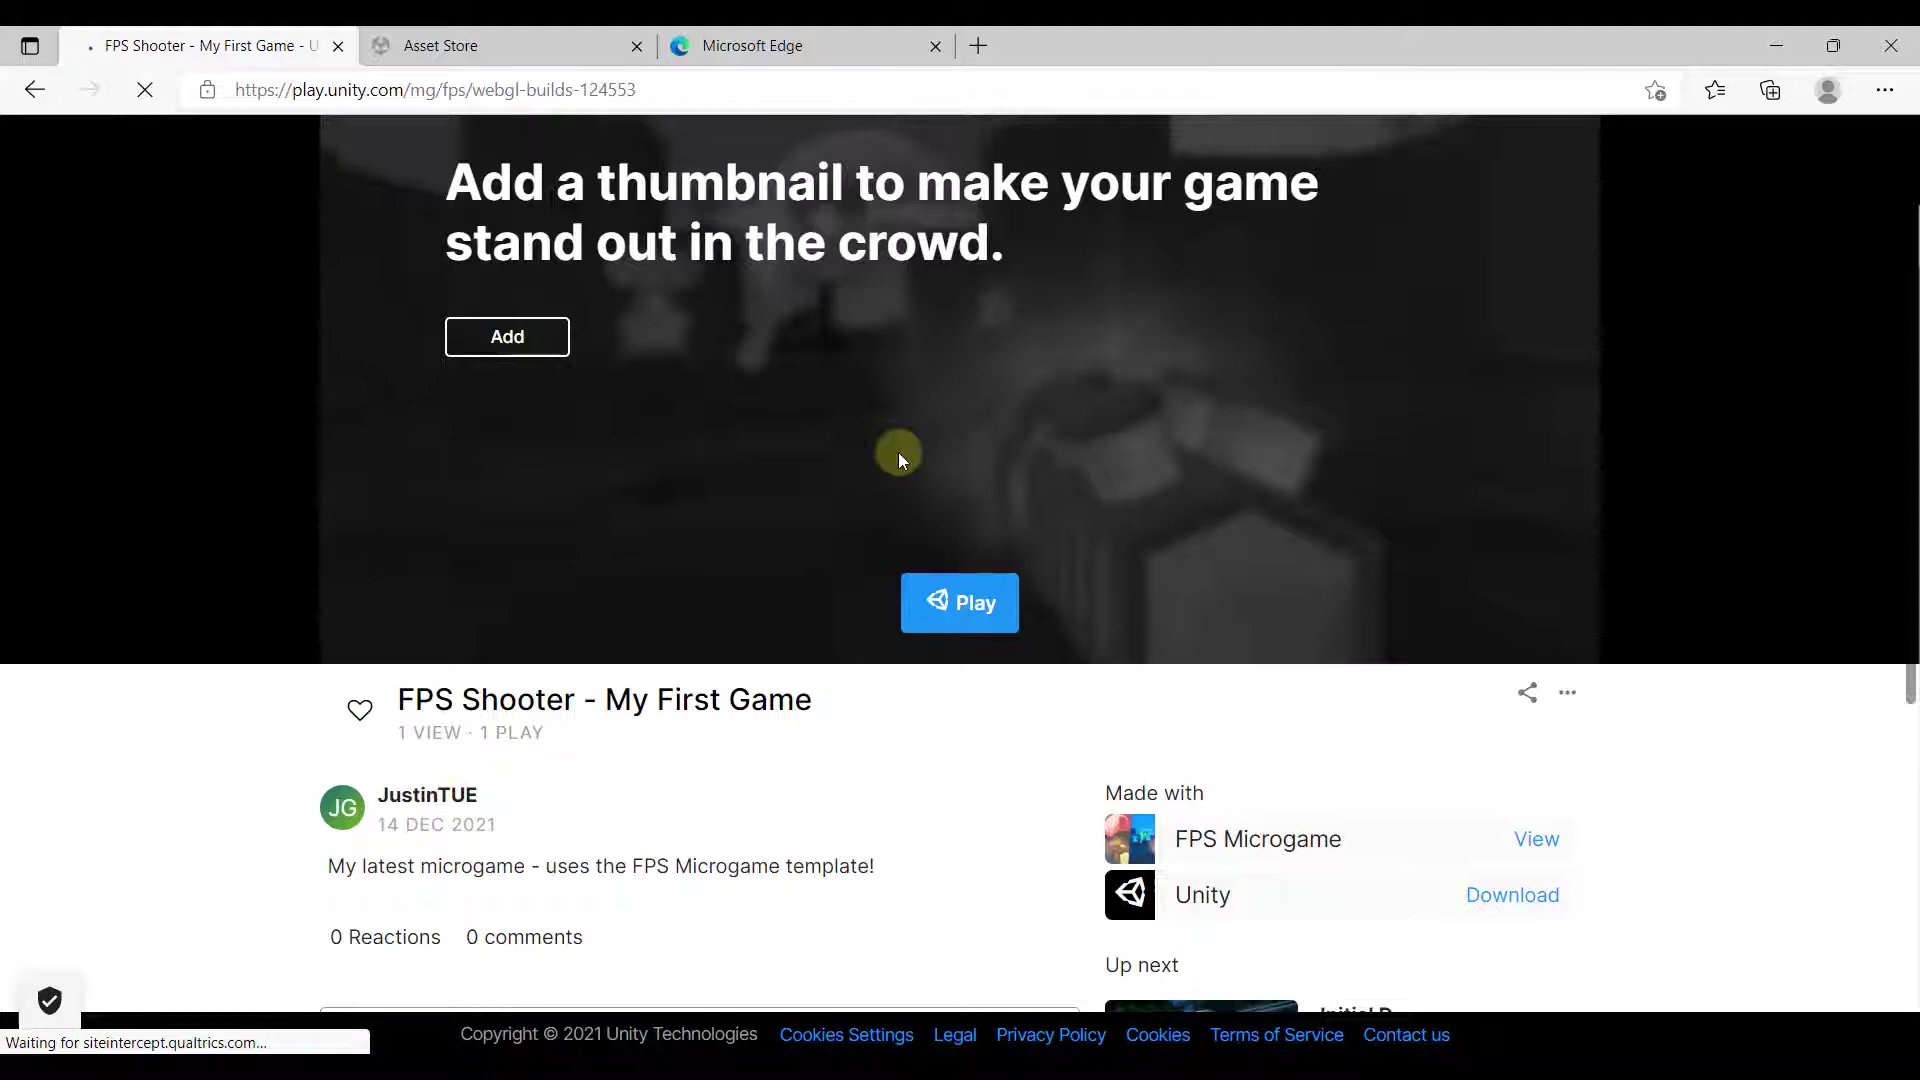 FPS Shooter - My First Game - U
Asset Store
Microsoft Edge
https://play.unity.com/mg/fps/webgl-builds-124553
Add a thumbnail to make your game
stand out in the crowd.
Add
Play
FPS Shooter - My First Game
1 VIEW · 1 PLAY
JG
JustinTUE
14 DEC 2021
My latest microgame - uses the FPS Microgame template!
0 Reactions 0 comments
Made with
FPS Microgame View
Unity Download
Up next
Initial D
Waiting for siteintercept.qualtrics.com...
Copyright © 2021 Unity Technologies Cookies Settings Legal Privacy Policy Cookies Terms of Service Contact us